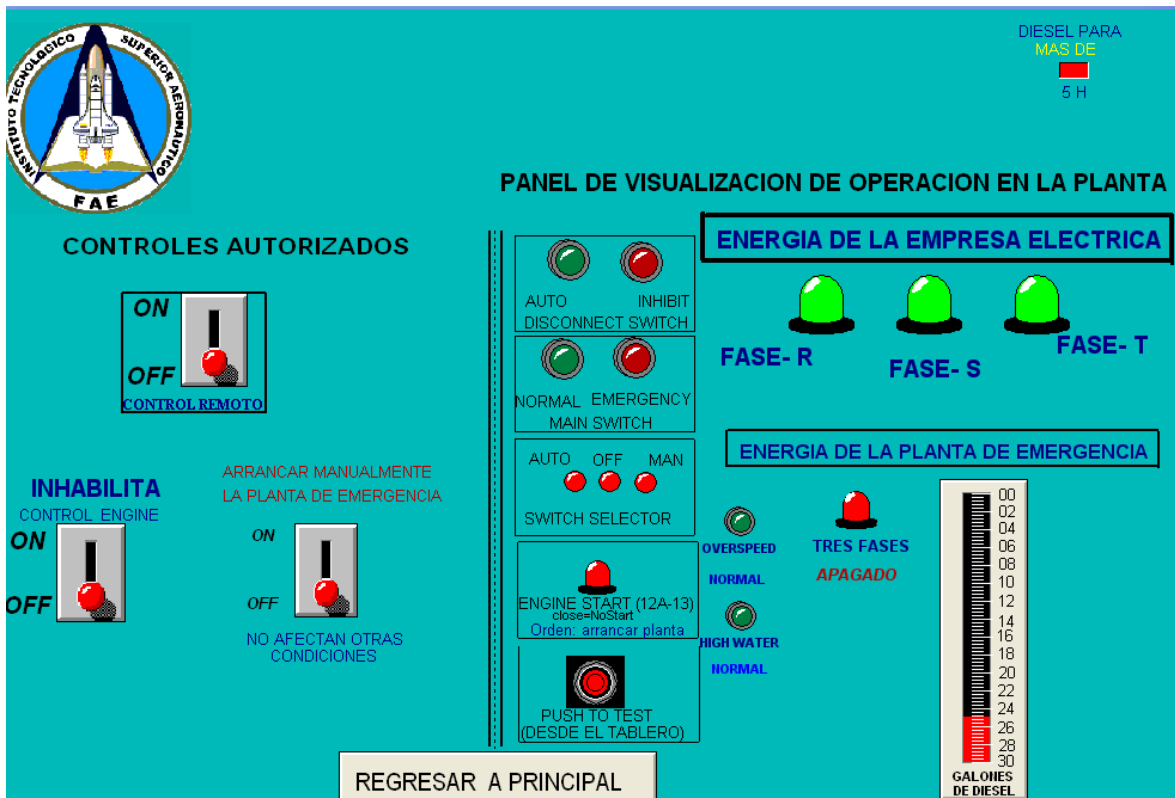 INSTITUTO TECNOLOGICO SUPERIOR AERONAUTICO
FAE
DIESEL PARA
MAS DE
5 H
PANEL DE VISUALIZACION DE OPERACION EN LA PLANTA
CONTROLES AUTORIZADOS
ON
OFF
CONTROL REMOTO
INHABILITA
CONTROL ENGINE
ON
OFF
ARRANCAR MANUALMENTE
LA PLANTA DE EMERGENCIA
ON
OFF
NO AFECTAN OTRAS
CONDICIONES
AUTO INHIBIT
DISCONNECT SWITCH
NORMAL EMERGENCY
MAIN SWITCH
AUTO OFF MAN
SWITCH SELECTOR
ENGINE START (12A-13)
close=NoStart
Orden: arrancar planta
PUSH TO TEST
(DESDE EL TABLERO)
ENERGIA DE LA EMPRESA ELECTRICA
FASE- R
FASE- S
FASE- T
ENERGIA DE LA PLANTA DE EMERGENCIA
OVERSPEED
NORMAL
HIGH WATER
NORMAL
TRES FASES
APAGADO
00
02
04
06
08
10
12
14
16
18
20
22
24
26
28
30
GALONES
DE DIESEL
REGRESAR A PRINCIPAL